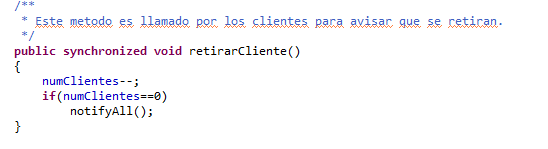 /**
 * Este metodo es llamado por los clientes para avisar que se retiran.
 */
public synchronized void retirarCliente()
{
    numClientes--;
    if(numClientes==0)
        notifyAll();
}